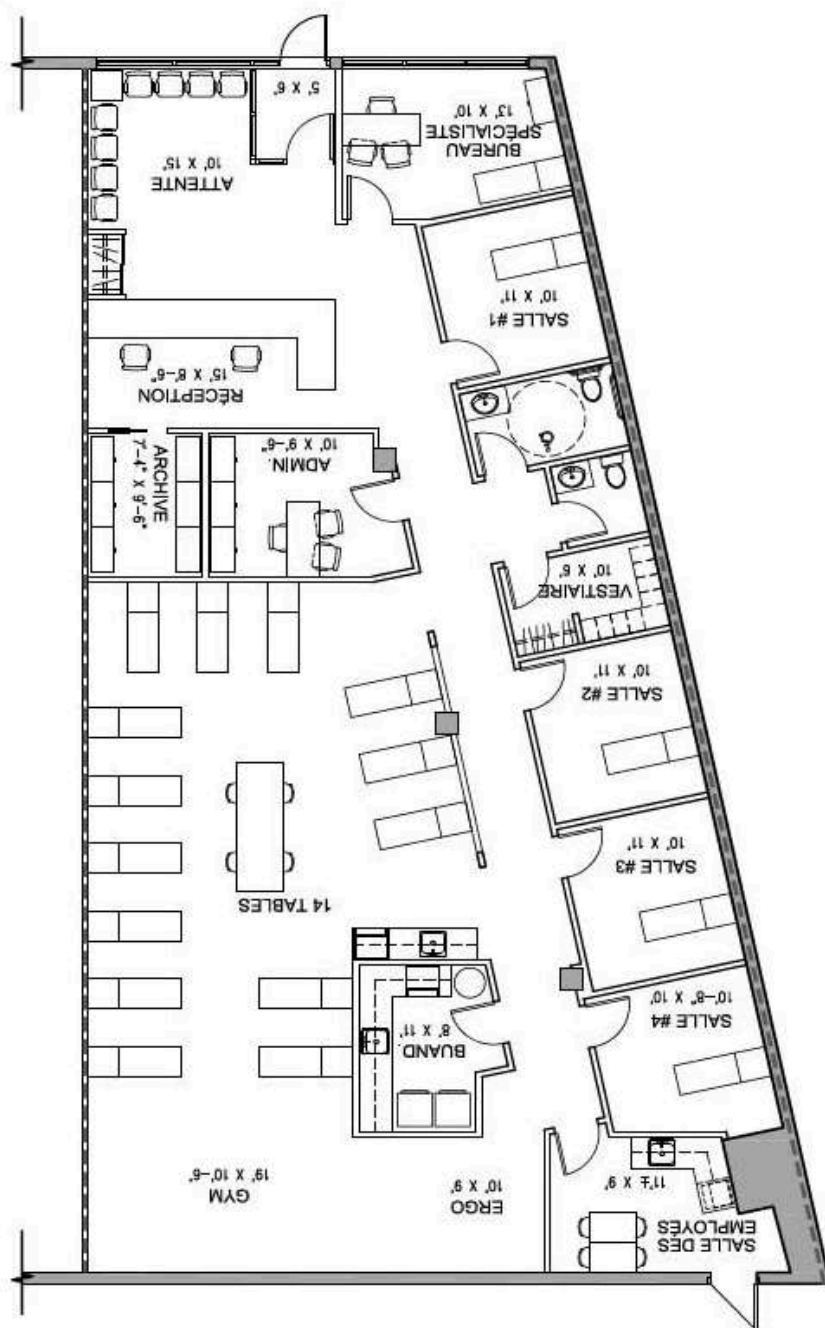 SALLE DES
EMPLOYÉS
11'± X 9'
ERGO
10' X 9'
GYM
19' X 10'-6"
SALLE #4
10-8" X 10'
BUAND.
8' X 11'
SALLE #3
10' X 11'
14 TABLES
SALLE #2
10' X 11'
VESTIAIRE
10' X 6'
ADMIN.
10' X 9'-6"
ARCHIVE
7'-4" X 9'-6"
RÉCEPTION
15' X 8'-6"
SALLE #1
10' X 11'
ATTENTE
10' X 15'
BUREAU
SPÉCIALISTE
13' X 10'
5' X 6'